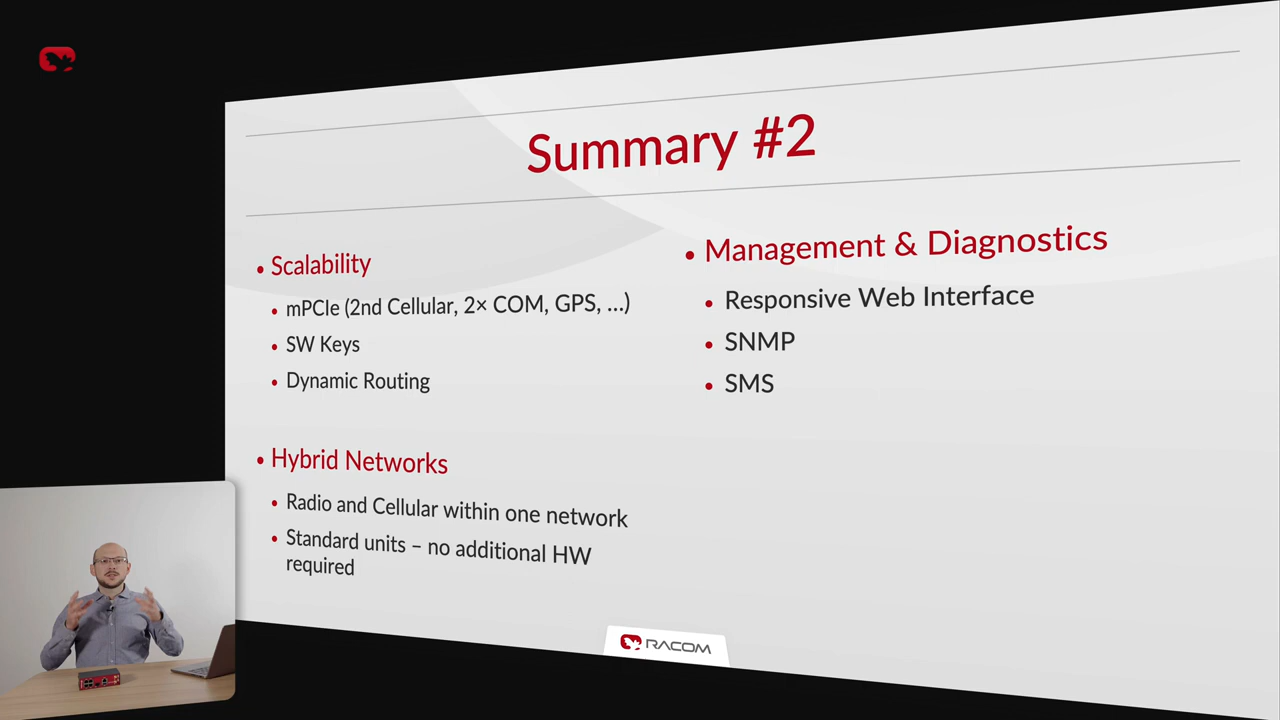 Summary #2
• Scalability
• mPCIe (2nd Cellular, 2× COM, GPS, ...)
• SW Keys
• Dynamic Routing
• Hybrid Networks
• Radio and Cellular within one network
• Standard units – no additional HW
required
• Management & Diagnostics
• Responsive Web Interface
• SNMP
• SMS
RACOM